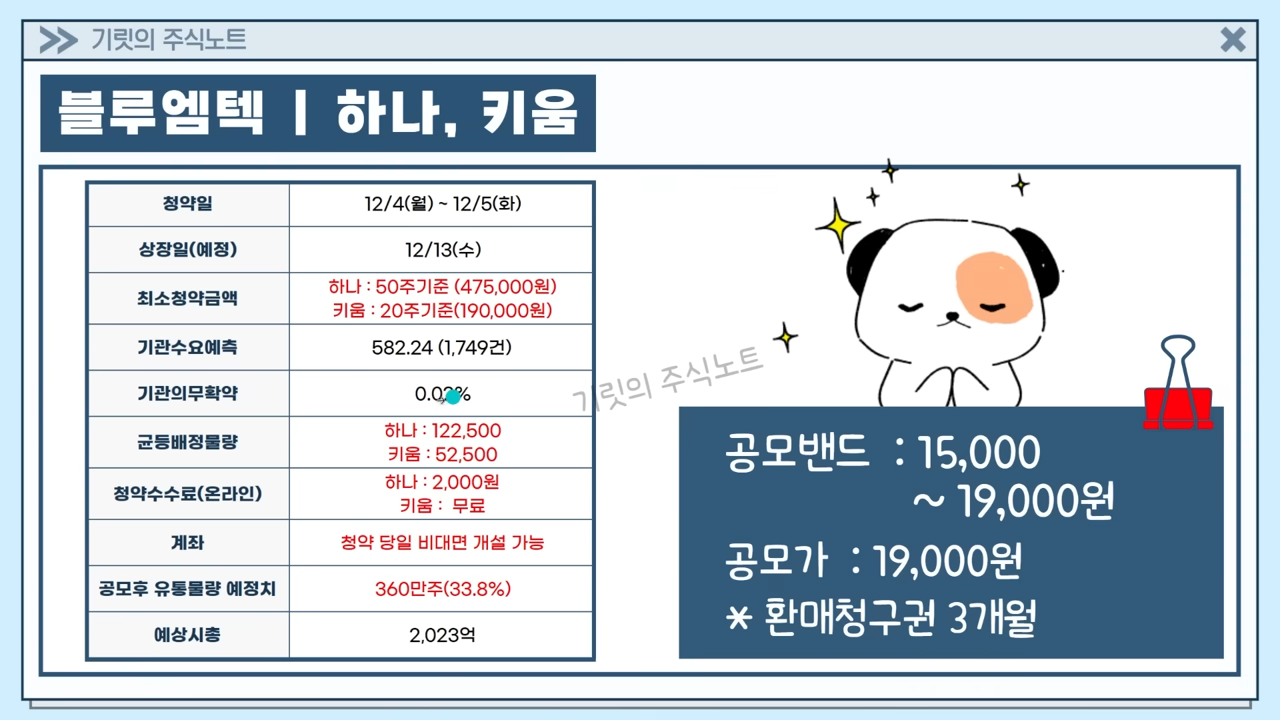 기릿의 주식노트
블루엠텍 | 하나, 키움
청약일 12/4(월) ~ 12/5(화)
상장일(예정) 12/13(수)
최소청약금액 하나 : 50주기준 (475,000원)
키움 : 20주기준(190,000원)
기관수요예측 582.24 (1,749건)
기관의무확약
균등배정물량 하나 : 122,500
키움 : 52,500
청약수수료(온라인) 하나 : 2,000원
키움 : 무료
계좌 청약 당일 비대면 개설 가능
공모후 유통물량 예정치 360만주(33.8%)
예상시총 2,023억
기릿의 주식노트
공모밴드 : 15,000
~ 19,000원
공모가 : 19,000원
* 환매청구권 3개월